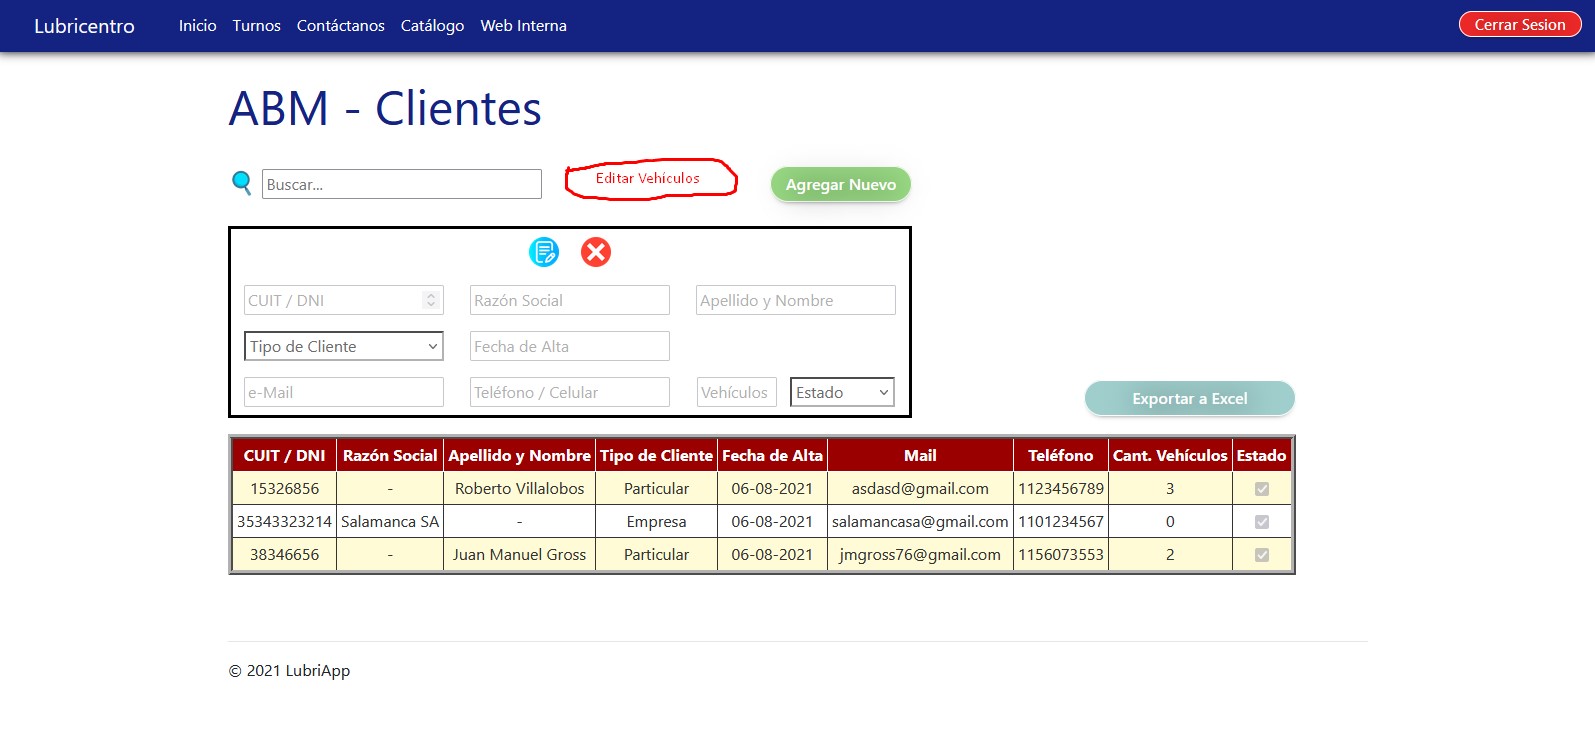 Lubricentro Inicio Turnos Contáctanos Catálogo Web Interna Cerrar Sesion
ABM - Clientes
Buscar... Editar Vehículos Agregar Nuevo
CUIT / DNI Razón Social Apellido y Nombre
Tipo de Cliente Fecha de Alta
e-Mail Teléfono / Celular Vehículos Estado Exportar a Excel
CUIT / DNI Razón Social Apellido y Nombre Tipo de Cliente Fecha de Alta Mail Teléfono Cant. Vehículos Estado
15326856 - Roberto Villalobos Particular 06-08-2021 asdasd@gmail.com 1123456789 3
35343323214 Salamanca SA - Empresa 06-08-2021 salamancasa@gmail.com 1101234567 0
38346656 - Juan Manuel Gross Particular 06-08-2021 jmgross76@gmail.com 1156073553 2
© 2021 LubriApp